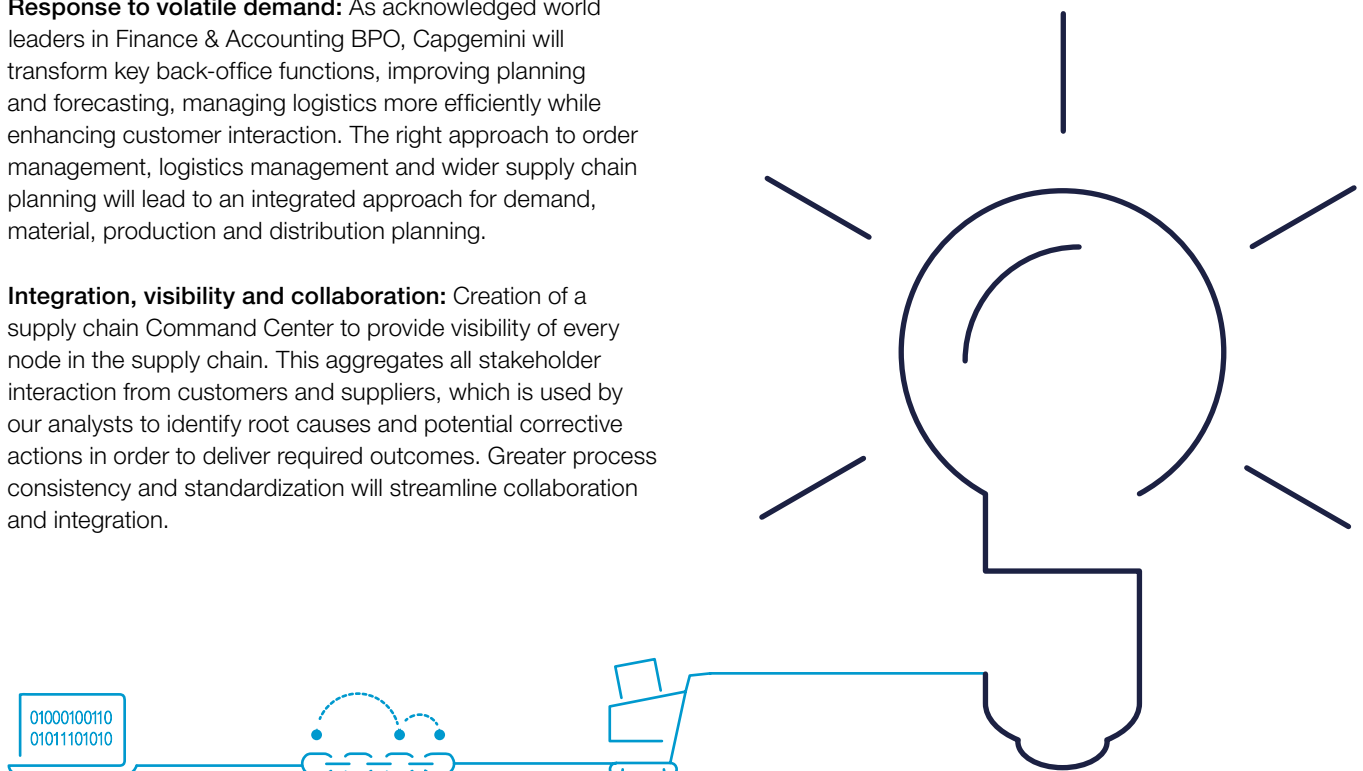 Response to volatile demand: As acknowledged world
leaders in Finance & Accounting BPO, Capgemini will
transform key back-office functions, improving planning
and forecasting, managing logistics more efficiently while
enhancing customer interaction. The right approach to order
management, logistics management and wider supply chain
planning will lead to an integrated approach for demand,
material, production and distribution planning.
Integration, visibility and collaboration: Creation of a
supply chain Command Center to provide visibility of every
node in the supply chain. This aggregates all stakeholder
interaction from customers and suppliers, which is used by
our analysts to identify root causes and potential corrective
actions in order to deliver required outcomes. Greater process
consistency and standardization will streamline collaboration
and integration.
01000100110
01011101010